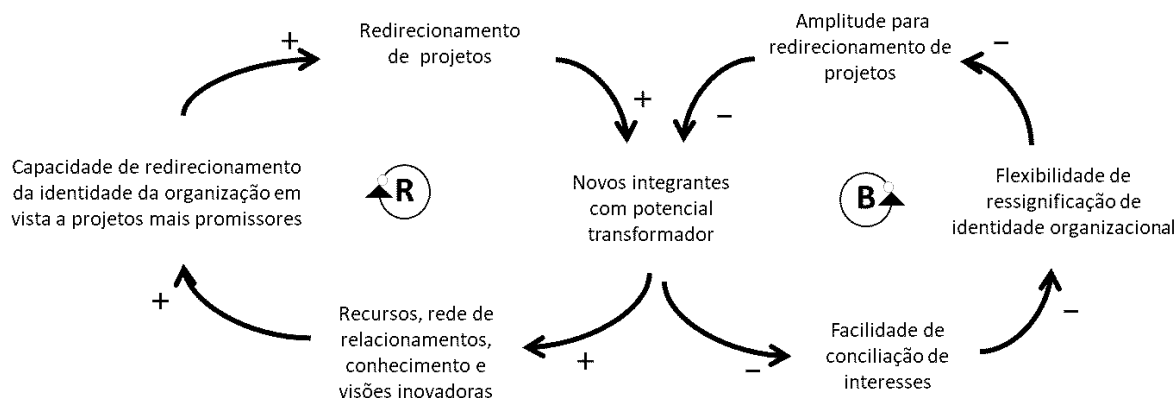 Redirecionamento
de projetos
Amplitude para
redirecionamento de
projetos
+
−
+
−
Capacidade de redirecionamento
da identidade da organização em
vista a projetos mais promissores
R
Novos integrantes
com potencial
transformador
B
Flexibilidade de
ressignificação de
identidade organizacional
+
−
Recursos, rede de
relacionamentos,
conhecimento e
visões inovadoras
+
−
Facilidade de
conciliação de
interesses